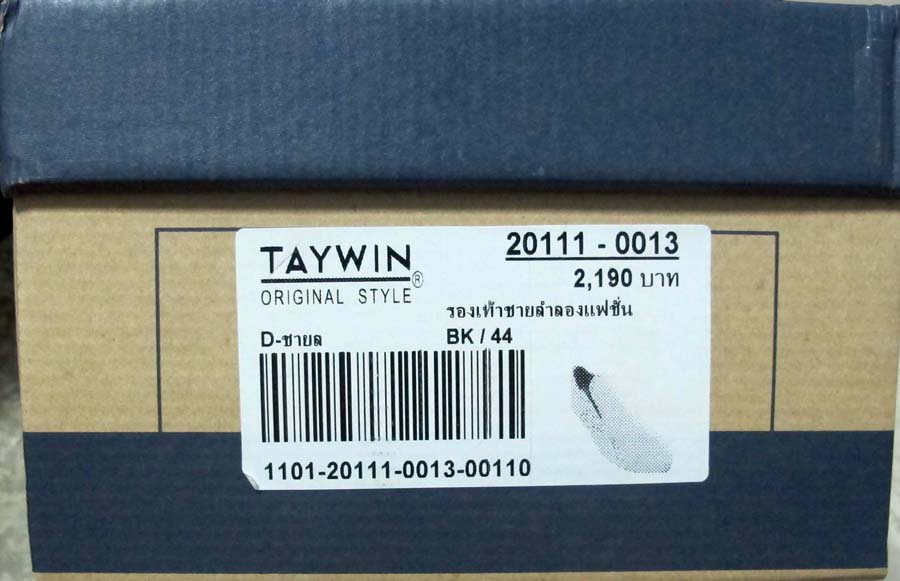 TAYWIN®
ORIGINAL STYLE
20111 - 0013
2,190 บาท
รองเท้าชายลำลองแฟชั่น
D-ชายล
BK / 44
1101-20111-0013-00110